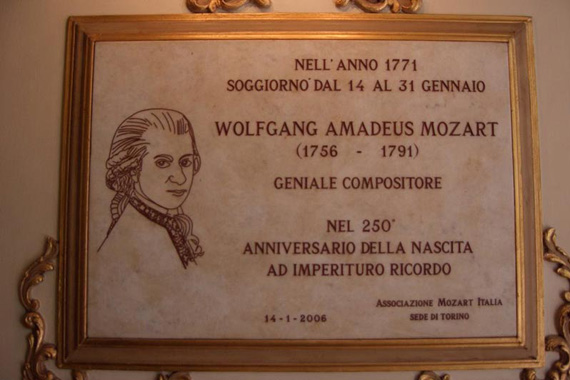 NELL'ANNO 1771
SOGGIORNO' DAL 14 AL 31 GENNAIO
WOLFGANG AMADEUS MOZART
(1756 - 1791)
GENIALE COMPOSITORE
NEL 250°
ANNIVERSARIO DELLA NASCITA
AD IMPERITURO RICORDO
ASSOCIAZIONE MOZART ITALIA
SEDE DI TORINO
14-1-2006